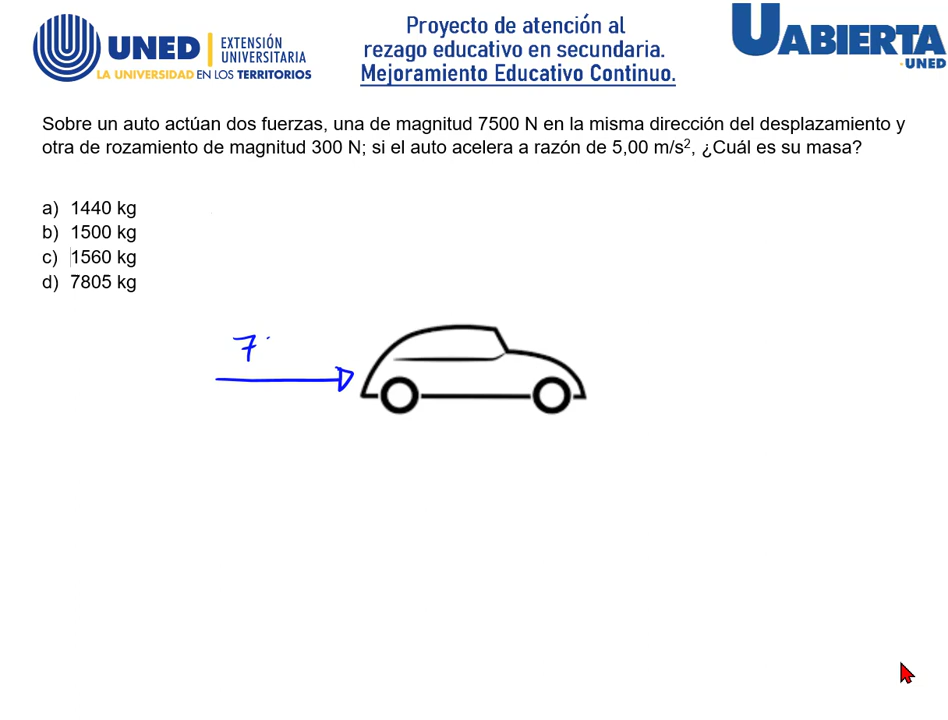 UNED EXTENSIÓN
UNIVERSITARIA
LA UNIVERSIDAD EN LOS TERRITORIOS
Proyecto de atención al
rezago educativo en secundaria.
Mejoramiento Educativo Continuo.
UABIERTA
UNED
Sobre un auto actúan dos fuerzas, una de magnitud 7500 N en la misma dirección del desplazamiento y
otra de rozamiento de magnitud 300 N; si el auto acelera a razón de 5,00 m/s², ¿Cuál es su masa?
a) 1440 kg
b) 1500 kg
c) 1560 kg
d) 7805 kg
7